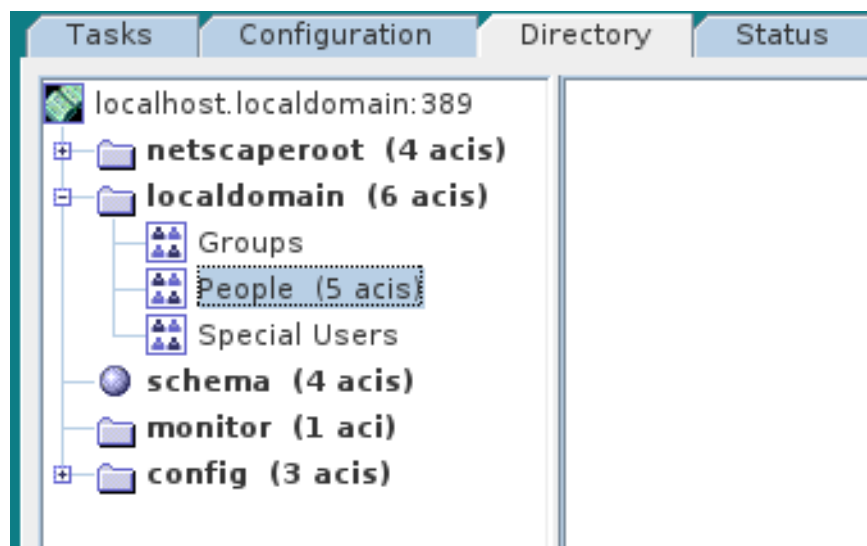 Tasks Configuration Directory Status
localhost.localdomain:389
netscaperoot (4 acis)
localdomain (6 acis)
Groups
People (5 acis)
Special Users
schema (4 acis)
monitor (1 aci)
config (3 acis)